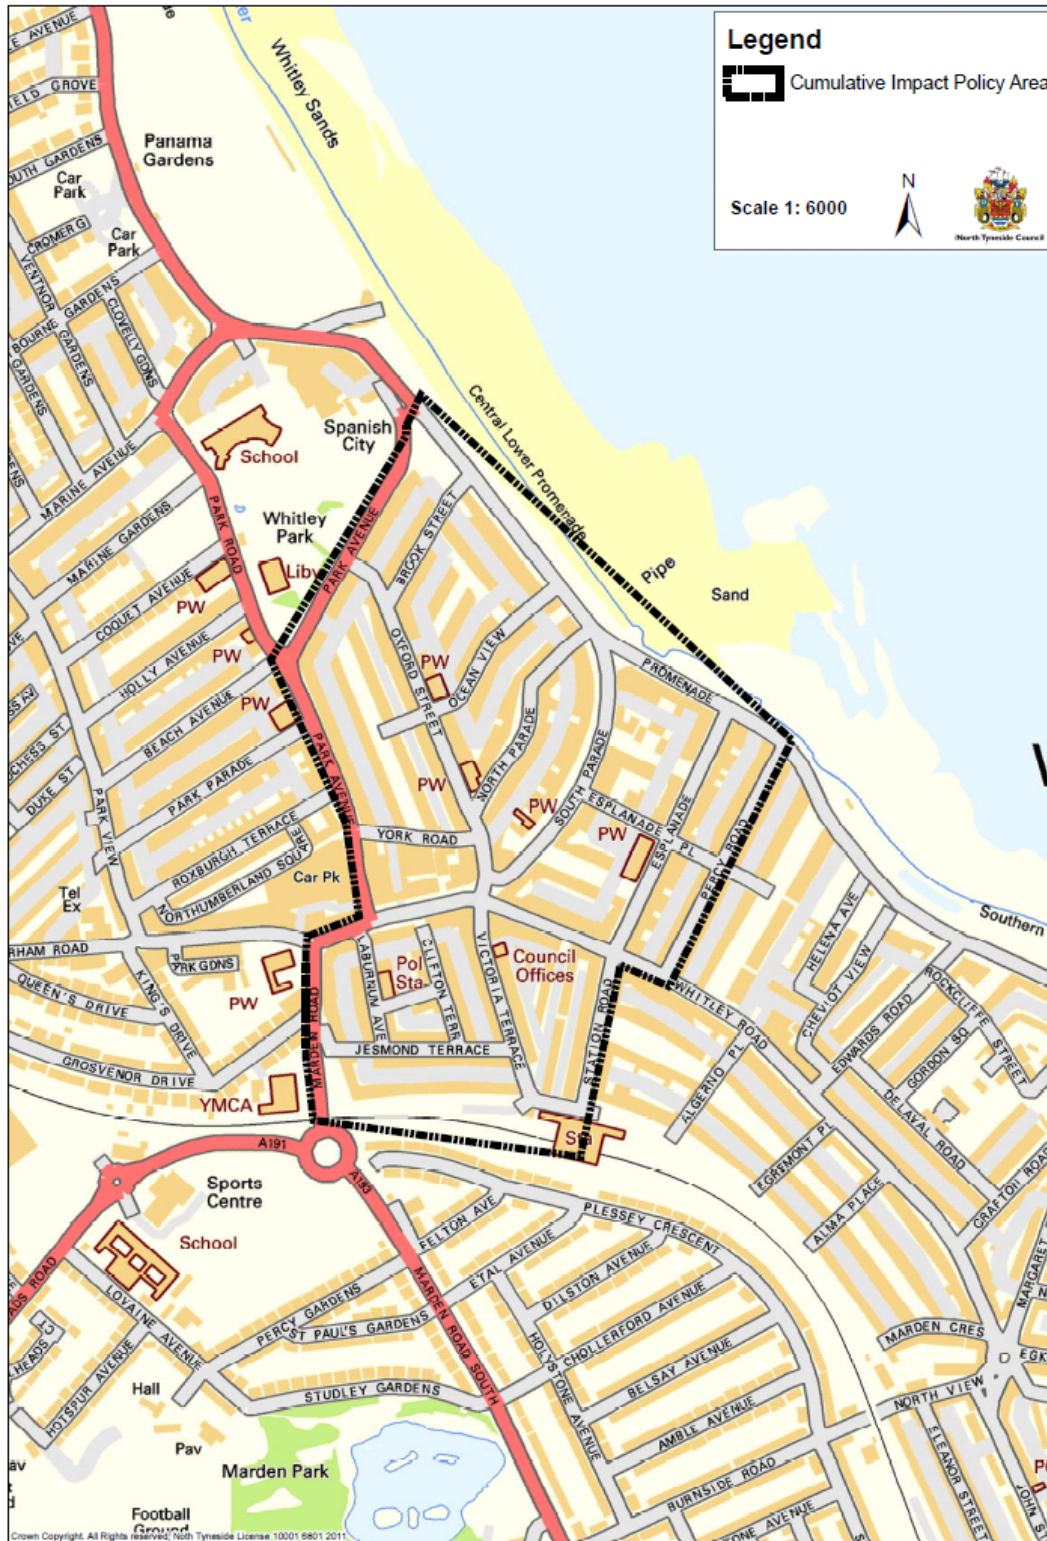 Legend
Cumulative Impact Policy Area
Scale 1: 6000
N
North Tyneside Council
Whitley Sands
Panama
Gardens
Car
Park
CROMER G
Car
Park
VENTNOR GARDENS
CLOVELLY GDNS
GARDENS
Spanish
City
School
MARINE AVENUE
PARK ROAD
Whitley
Park
Liby
PARK AVENUE
MARINE GARDENS
COQUET AVENUE
PW
HOLLY AVENUE
PW
BEACH AVENUE
PW
PARK PARADE
DUKE ST
PARK VIEW
PARK AVENUE
ROXBURGH TERRACE
NORTHUMBERLAND SQUARE
Car Pk
Tel
Ex
Central Lower Promenade
Pipe
Sand
BROOK STREET
OXFORD STREET
PW
OCEAN VIEW
PROMENADE
NORTH PARADE
PW
SOUTH PARADE
PW
ESPLANADE PL
PW
ESPLANADE
PERCY ROAD
YORK ROAD
PARK GDNS
QUEEN'S DRIVE
KING'S DRIVE
PW
GROSVENOR DRIVE
MARDEN ROAD
YMCA
LABURNUM AVE
Pol
Sta
CLIFTON TERR
VICTORIA TERRACE
Council
Offices
JESMOND TERRACE
STATION ROAD
Sta
WHITLEY ROAD
ALGERNO PL
HELENA AVE
CHEVIOT VIEW
Southern
EDWARDS ROAD
ROCKCLIFFE STREET
GORDON SQ
DELAVAL ROAD
EGREMONT PL
ALMA PLACE
GRAFTON ROAD
MARGARET
A191
A193
Sports
Centre
School
LOVAINE AVENUE
HOTSPUR AVENUE
Hall
Pav
Football
Ground
Marden Park
FELTON AVE
ETAL AVENUE
PERCY GARDENS
ST PAUL'S GARDENS
STUDLEY GARDENS
MARDEN ROAD SOUTH
PLESSEY CRESCENT
DILSTON AVENUE
CHOLLERFORD AVENUE
HOLYSTONE AVENUE
BELSAY AVENUE
AMBLE AVENUE
BURNSIDE ROAD
MARDEN CRES
NORTH VIEW
ELEANOR STREET
JOHN ST
Crown Copyright. All Rights reserved, Noth Tyneside License, 10001 6801 2011